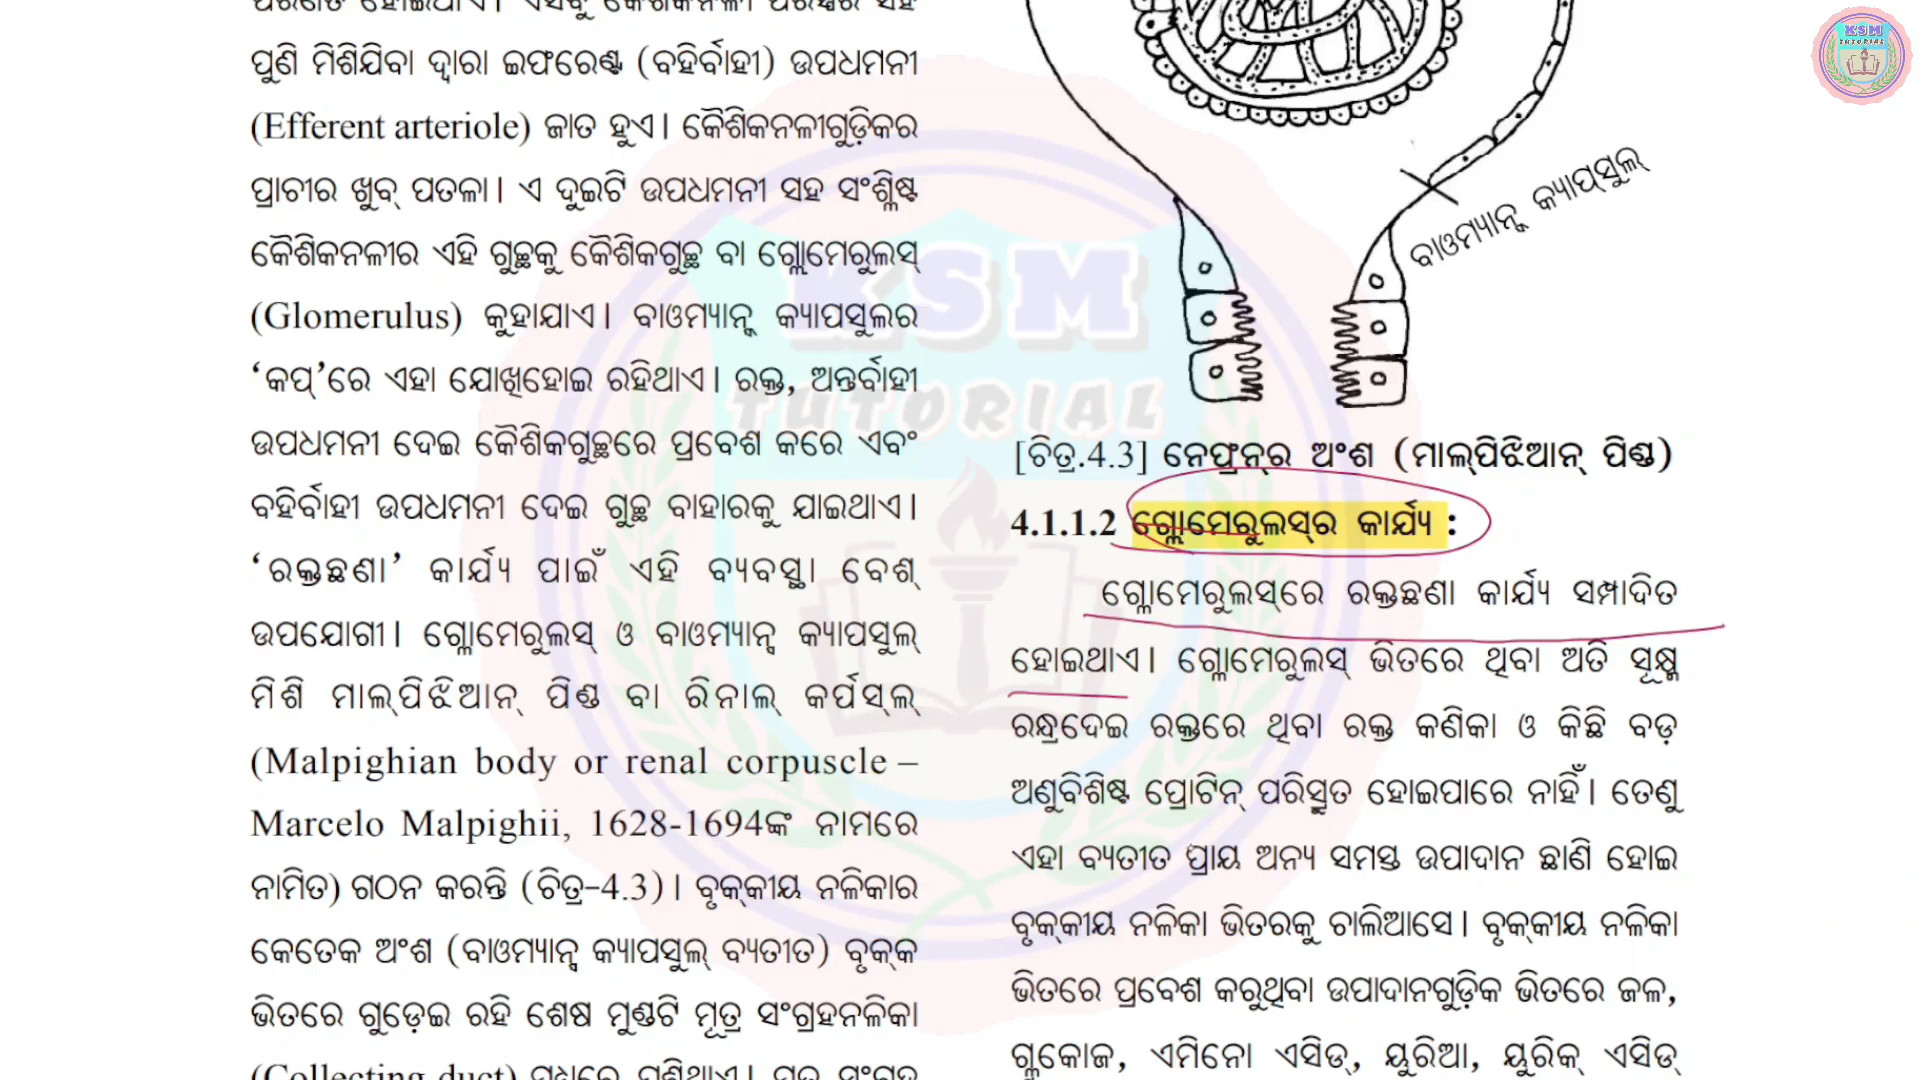 ପୁଣି ମିଶିଯିବା ଦ୍ୱାରା ଇଫରେଣ୍ଟ (ବହିର୍ବାହୀ) ଉପଧମନୀ
(Efferent arteriole) ଜାତ ହୁଏ। କୈଶିକନଳୀଗୁଡ଼ିକର
ପ୍ରାଚୀର ଖୁବ୍ ପତଳା। ଏ ଦୁଇଟି ଉପଧମନୀ ସହ ସଂଶ୍ଳିଷ୍ଟ
କୈଶିକନଳୀର ଏହି ଗୁଚ୍ଛକୁ କୈଶିକଗୁଚ୍ଛ ବା ଗ୍ଲୋମେରୁଲସ୍
(Glomerulus) କୁହାଯାଏ। ବାଓମ୍ୟାନ୍ସ କ୍ୟାପସୁଲର
‘କପ୍’ରେ ଏହା ଯୋଖିହୋଇ ରହିଥାଏ। ରକ୍ତ, ଅନ୍ତର୍ବାହୀ
ଉପଧମନୀ ଦେଇ କୈଶିକଗୁଚ୍ଛରେ ପ୍ରବେଶ କରେ ଏବଂ
ବହିର୍ବାହୀ ଉପଧମନୀ ଦେଇ ଗୁଚ୍ଛ ବାହାରକୁ ଯାଇଥାଏ।
‘ରକ୍ତଛଣା’ କାର୍ଯ୍ୟ ପାଇଁ ଏହି ବ୍ୟବସ୍ଥା ବେଶ୍
ଉପଯୋଗୀ। ଗ୍ଲୋମେରୁଲସ୍ ଓ ବାଓମ୍ୟାନ୍ସ କ୍ୟାପସୁଲ୍
ମିଶି ମାଲ୍‌ପିଝିଆନ୍ ପିଣ୍ଡ ବା ରିନାଲ୍ କର୍ପସ୍‌ଲ୍
(Malpighian body or renal corpuscle –
Marcelo Malpighii, 1628-1694ଙ୍କ ନାମରେ
ନାମିତ) ଗଠନ କରନ୍ତି (ଚିତ୍ର–4.3)। ବୃକ୍‌କୀୟ ନଳିକାର
କେତେକ ଅଂଶ (ବାଓମ୍ୟାନ୍ସ କ୍ୟାପସୁଲ୍ ବ୍ୟତୀତ) ବୃକ୍‌କ
ଭିତରେ ଗୁଡ଼େଇ ରହି ଶେଷ ମୁଣ୍ଡଟି ମୂତ୍ର ସଂଗ୍ରହନଳିକା
(Collecting duct)
ବାଓମ୍ୟାନ୍ସ କ୍ୟାପ୍‌ସୁଲ୍
[ଚିତ୍ର.4.3] ନେଫ୍ରନ୍‌ର ଅଂଶ (ମାଲ୍‌ପିଝିଆନ୍ ପିଣ୍ଡ)
4.1.1.2 ଗ୍ଲୋମେରୁଲସ୍‌ର କାର୍ଯ୍ୟ :
ଗ୍ଲୋମେରୁଲସ୍‌ରେ ରକ୍ତଛଣା କାର୍ଯ୍ୟ ସମ୍ପାଦିତ
ହୋଇଥାଏ। ଗ୍ଲୋମେରୁଲସ୍ ଭିତରେ ଥିବା ଅତି ସୂକ୍ଷ୍ମ
ରନ୍ଧ୍ରଦେଇ ରକ୍ତରେ ଥିବା ରକ୍ତ କଣିକା ଓ କିଛି ବଡ଼
ଅଣୁବିଶିଷ୍ଟ ପ୍ରୋଟିନ୍ ପରିସ୍ରୁତ ହୋଇପାରେ ନାହିଁ। ତେଣୁ
ଏହା ବ୍ୟତୀତ ପ୍ରାୟ ଅନ୍ୟ ସମସ୍ତ ଉପାଦାନ ଛାଣି ହୋଇ
ବୃକ୍‌କୀୟ ନଳିକା ଭିତରକୁ ଚାଲିଆସେ। ବୃକ୍‌କୀୟ ନଳିକା
ଭିତରେ ପ୍ରବେଶ କରୁଥିବା ଉପାଦାନଗୁଡ଼ିକ ଭିତରେ ଜଳ,
ଗ୍ଲୁକୋଜ, ଏମିନୋ ଏସିଡ୍, ୟୁରିଆ, ୟୁରିକ୍ ଏସିଡ୍
KSM
TUTORIAL
KSM
TUTORIAL